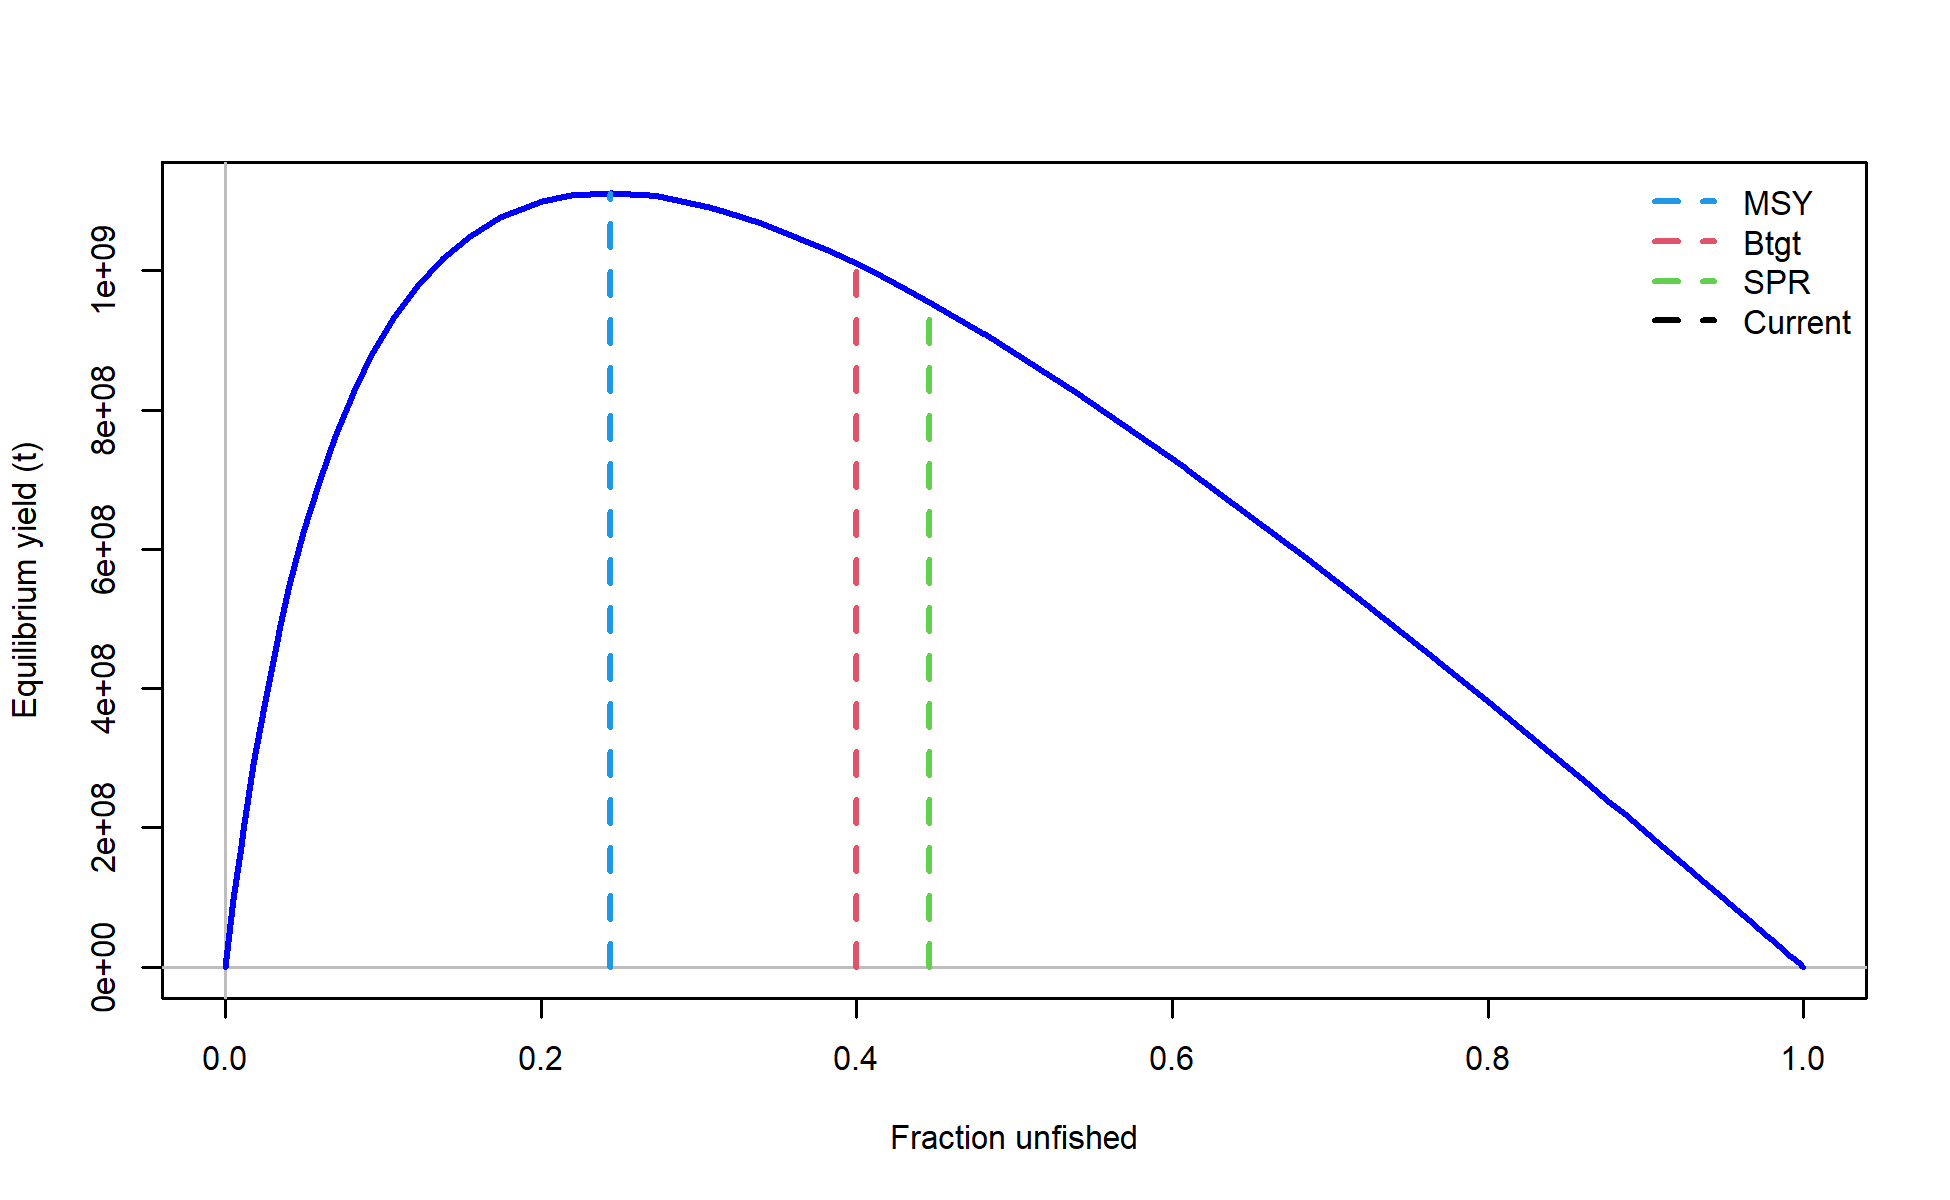 MSY
Btgt
SPR
Current
1e+09
8e+08
6e+08
4e+08
2e+08
0e+00
Equilibrium yield (t)
0.0 0.2 0.4 0.6 0.8 1.0
Fraction unfished